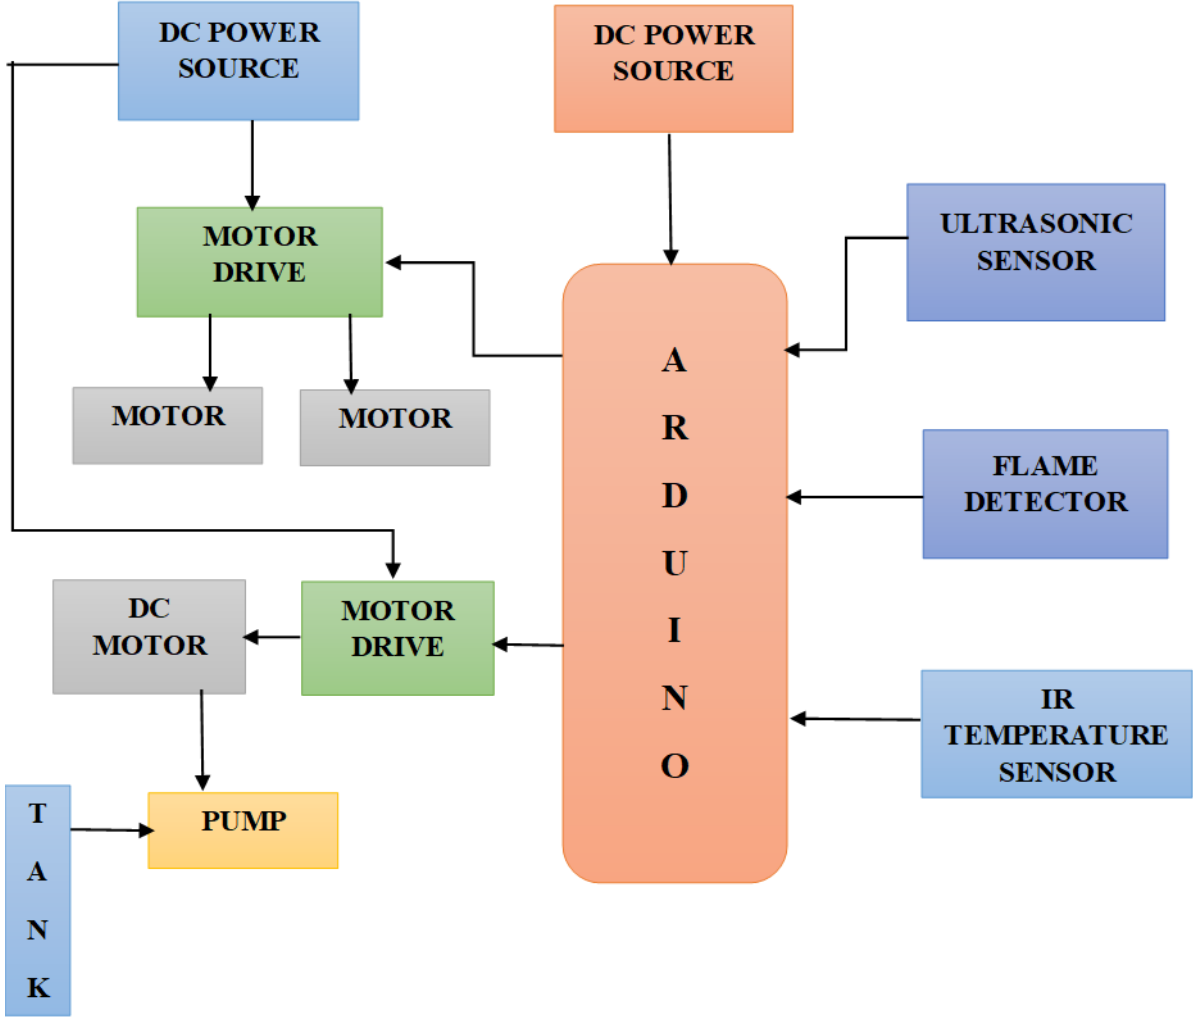 DC POWER
SOURCE
DC POWER
SOURCE
MOTOR
DRIVE
ULTRASONIC
SENSOR
MOTOR
MOTOR
A
R
D
U
I
N
O
FLAME
DETECTOR
DC
MOTOR
MOTOR
DRIVE
IR
TEMPERATURE
SENSOR
T
A
N
K
PUMP